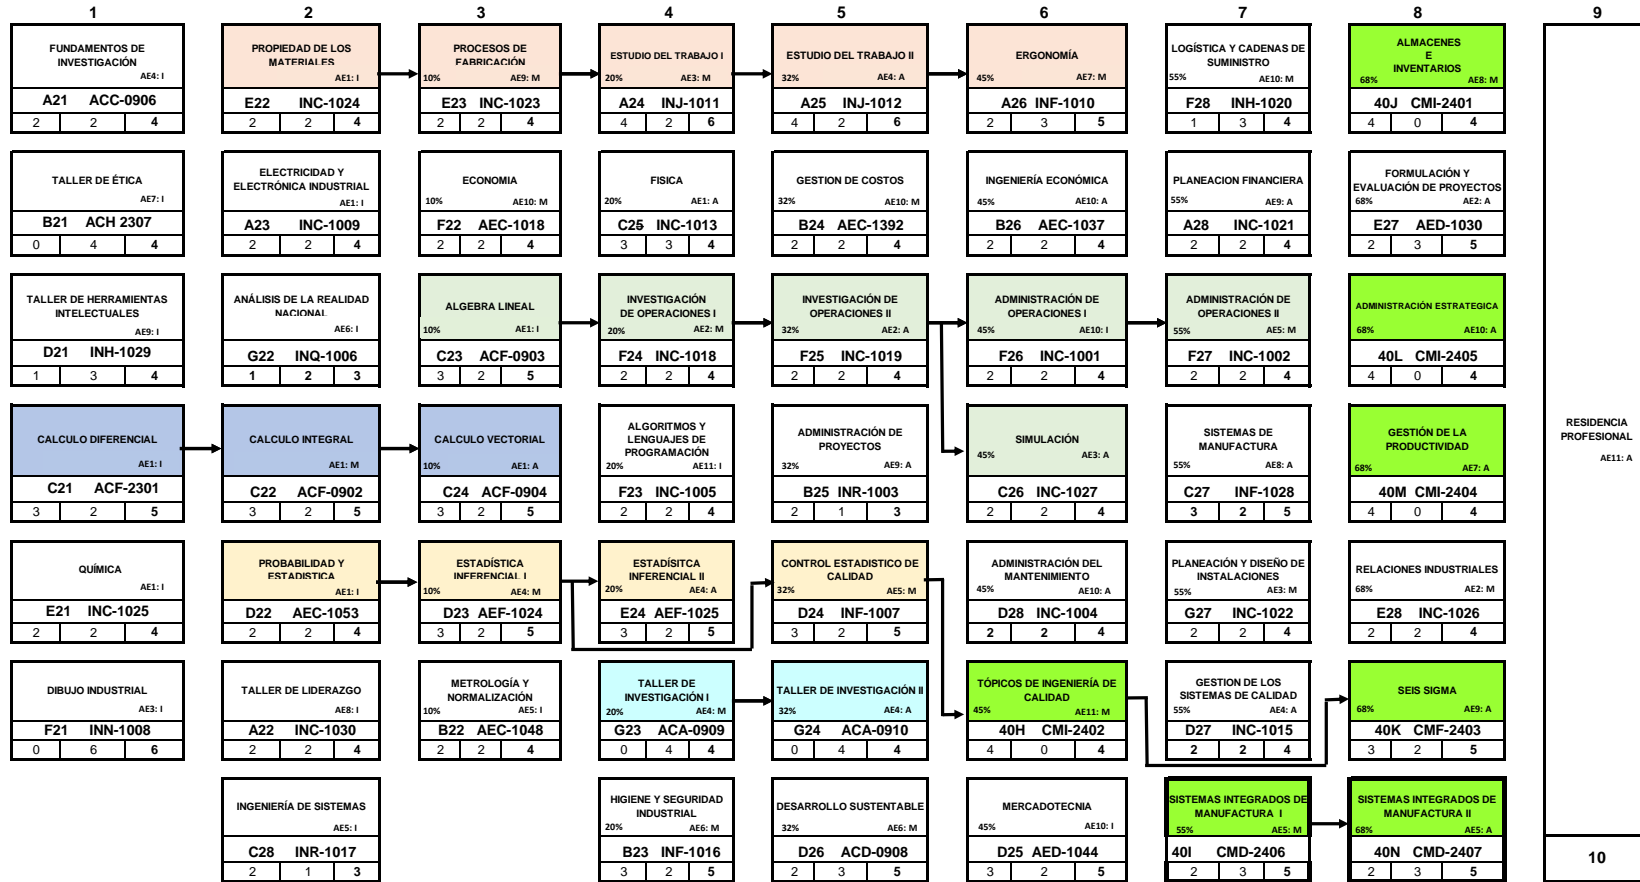 1 2 3 4 5 6 7 8 9
FUNDAMENTOS DE
INVESTIGACIÓN
AE4: I
A21 ACC-0906
2 2 4
PROPIEDAD DE LOS
MATERIALES
AE1: I
E22 INC-1024
2 2 4
PROCESOS DE
FABRICACIÓN
10% AE9: M
E23 INC-1023
2 2 4
ESTUDIO DEL TRABAJO I
20% AE3: M
A24 INJ-1011
4 2 6
ESTUDIO DEL TRABAJO II
32% AE4: A
A25 INJ-1012
4 2 6
ERGONOMÍA
45% AE7: M
A26 INF-1010
2 3 5
LOGÍSTICA Y CADENAS DE
SUMINISTRO
55% AE10: M
F28 INH-1020
1 3 4
ALMACENES
E
INVENTARIOS
68% AE8: M
40J CMI-2401
4 0 4
TALLER DE ÉTICA
AE7: I
B21 ACH 2307
0 4 4
ELECTRICIDAD Y
ELECTRÓNICA INDUSTRIAL
AE1: I
A23 INC-1009
2 2 4
ECONOMIA
10% AE10: M
F22 AEC-1018
2 2 4
FISICA
20% AE1: A
C25 INC-1013
3 3 4
GESTION DE COSTOS
32% AE10: M
B24 AEC-1392
2 2 4
INGENIERÍA ECONÓMICA
45% AE10: A
B26 AEC-1037
2 2 4
PLANEACION FINANCIERA
55% AE9: A
A28 INC-1021
2 2 4
FORMULACIÓN Y
EVALUACIÓN DE PROYECTOS
68% AE2: A
E27 AED-1030
2 3 5
TALLER DE HERRAMIENTAS
INTELECTUALES
AE9: I
D21 INH-1029
1 3 4
ANÁLISIS DE LA REALIDAD
NACIONAL
AE6: I
G22 INQ-1006
1 2 3
ALGEBRA LINEAL
10% AE1: I
C23 ACF-0903
3 2 5
INVESTIGACIÓN
DE OPERACIONES I
20% AE2: M
F24 INC-1018
2 2 4
INVESTIGACIÓN DE
OPERACIONES II
32% AE2: A
F25 INC-1019
2 2 4
ADMINISTRACIÓN DE
OPERACIONES I
45% AE10: I
F26 INC-1001
2 2 4
ADMINISTRACIÓN DE
OPERACIONES II
55% AE5: M
F27 INC-1002
2 2 4
ADMINISTRACIÓN ESTRATEGICA
68% AE10: A
40L CMI-2405
4 0 4
CALCULO DIFERENCIAL
AE1: I
C21 ACF-2301
3 2 5
CALCULO INTEGRAL
AE1: M
C22 ACF-0902
3 2 5
CALCULO VECTORIAL
10% AE1: A
C24 ACF-0904
3 2 5
ALGORITMOS Y
LENGUAJES DE
PROGRAMACIÓN
20% AE11: I
F23 INC-1005
2 2 4
ADMINISTRACIÓN DE
PROYECTOS
32% AE9: A
B25 INR-1003
2 1 3
SIMULACIÓN
45% AE3: A
C26 INC-1027
2 2 4
SISTEMAS DE
MANUFACTURA
55% AE8: A
C27 INF-1028
3 2 5
GESTIÓN DE LA
PRODUCTIVIDAD
68% AE7: A
40M CMI-2404
4 0 4
RESIDENCIA
PROFESIONAL
AE11: A
QUÍMICA
AE1: I
E21 INC-1025
2 2 4
PROBABILIDAD Y
ESTADISTICA
AE1: I
D22 AEC-1053
2 2 4
ESTADÍSTICA
INFERENCIAL I
10% AE4: M
D23 AEF-1024
3 2 5
ESTADÍSITCA
INFERENCIAL II
20% AE4: A
E24 AEF-1025
3 2 5
CONTROL ESTADISTICO DE
CALIDAD
32% AE5: M
D24 INF-1007
3 2 5
ADMINISTRACIÓN DEL
MANTENIMIENTO
45% AE10: A
D28 INC-1004
2 2 4
PLANEACIÓN Y DISEÑO DE
INSTALACIONES
55% AE3: M
G27 INC-1022
2 2 4
RELACIONES INDUSTRIALES
68% AE2: M
E28 INC-1026
2 2 4
DIBUJO INDUSTRIAL
AE3: I
F21 INN-1008
0 6 6
TALLER DE LIDERAZGO
AE8: I
A22 INC-1030
2 2 4
METROLOGÍA Y
NORMALIZACIÓN
10% AE5: I
B22 AEC-1048
2 2 4
TALLER DE
INVESTIGACIÓN I
20% AE4: M
G23 ACA-0909
0 4 4
TALLER DE INVESTIGACIÓN II
32% AE4: A
G24 ACA-0910
0 4 4
TÓPICOS DE INGENIERÍA DE
CALIDAD
45% AE11: M
40H CMI-2402
4 0 4
GESTION DE LOS
SISTEMAS DE CALIDAD
55% AE4: A
D27 INC-1015
2 2 4
SEIS SIGMA
68% AE9: A
40K CMF-2403
3 2 5
INGENIERÍA DE SISTEMAS
AE5: I
C28 INR-1017
2 1 3
HIGIENE Y SEGURIDAD
INDUSTRIAL
20% AE6: M
B23 INF-1016
3 2 5
DESARROLLO SUSTENTABLE
32% AE6: M
D26 ACD-0908
2 3 5
MERCADOTECNIA
45% AE10: I
D25 AED-1044
3 2 5
SISTEMAS INTEGRADOS DE
MANUFACTURA I
55% AE5: M
40I CMD-2406
2 3 5
SISTEMAS INTEGRADOS DE
MANUFACTURA II
68% AE5: A
40N CMD-2407
2 3 5
10